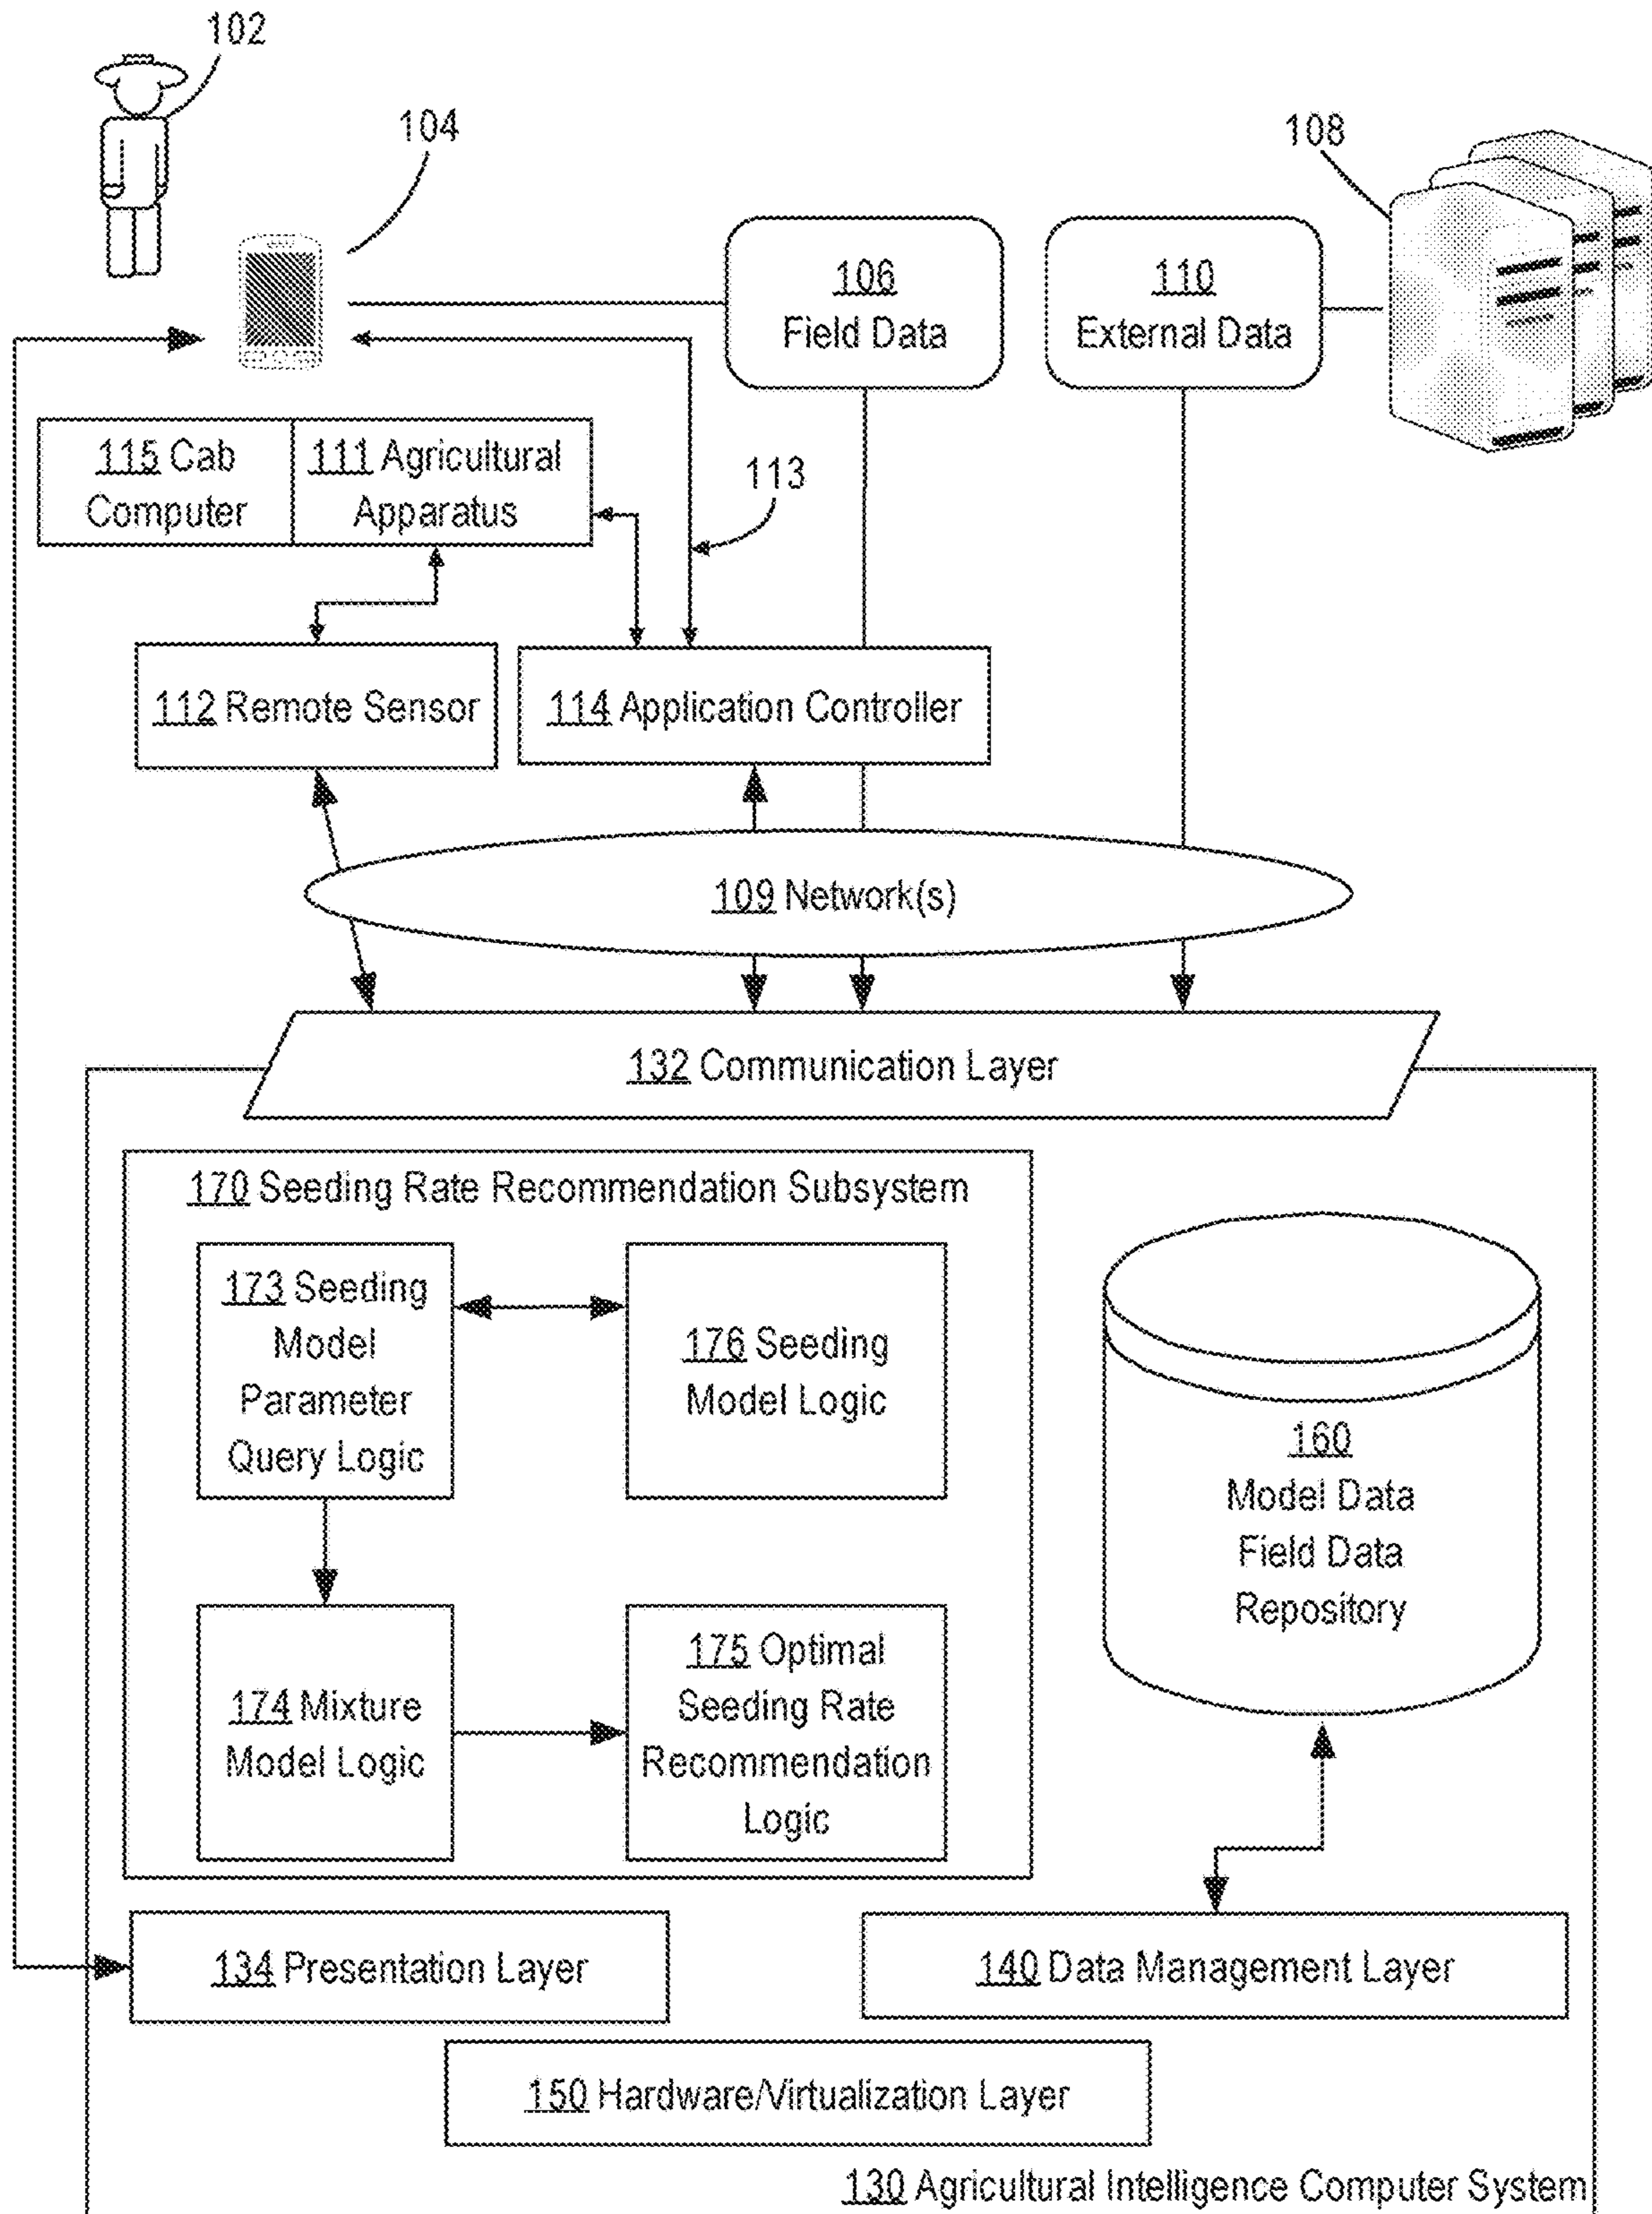 102
104
108
106
Field Data
110
External Data
115 Cab
Computer
111 Agricultural
Apparatus
113
112 Remote Sensor
114 Application Controller
109 Network(s)
132 Communication Layer
170 Seeding Rate Recommendation Subsystem
173 Seeding
Model
Parameter
Query Logic
176 Seeding
Model Logic
160
Model Data
Field Data
Repository
174 Mixture
Model Logic
175 Optimal
Seeding Rate
Recommendation
Logic
134 Presentation Layer
140 Data Management Layer
150 Hardware/Virtualization Layer
130 Agricultural Intelligence Computer System